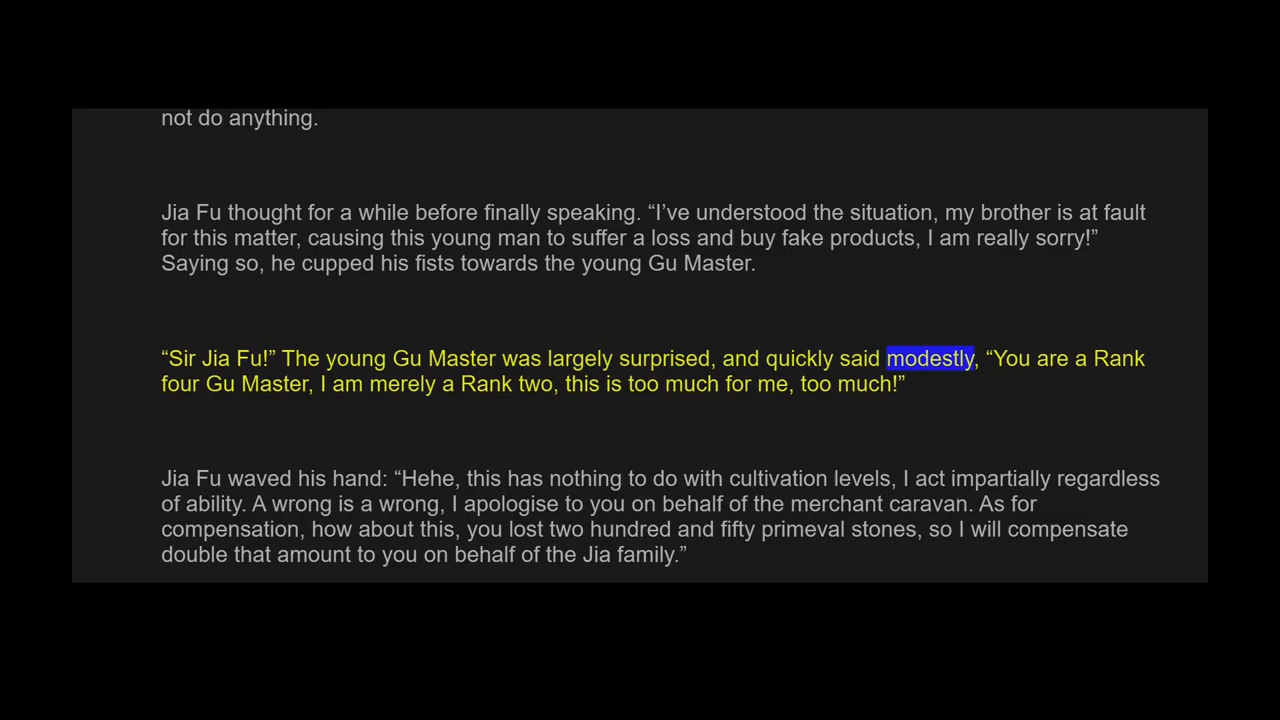 not do anything.
Jia Fu thought for a while before finally speaking. “I’ve understood the situation, my brother is at fault
for this matter, causing this young man to suffer a loss and buy fake products, I am really sorry!”
Saying so, he cupped his fists towards the young Gu Master.
“Sir Jia Fu!” The young Gu Master was largely surprised, and quickly said modestly, “You are a Rank
four Gu Master, I am merely a Rank two, this is too much for me, too much!”
Jia Fu waved his hand: “Hehe, this has nothing to do with cultivation levels, I act impartially regardless
of ability. A wrong is a wrong, I apologise to you on behalf of the merchant caravan. As for
compensation, how about this, you lost two hundred and fifty primeval stones, so I will compensate
double that amount to you on behalf of the Jia family.”